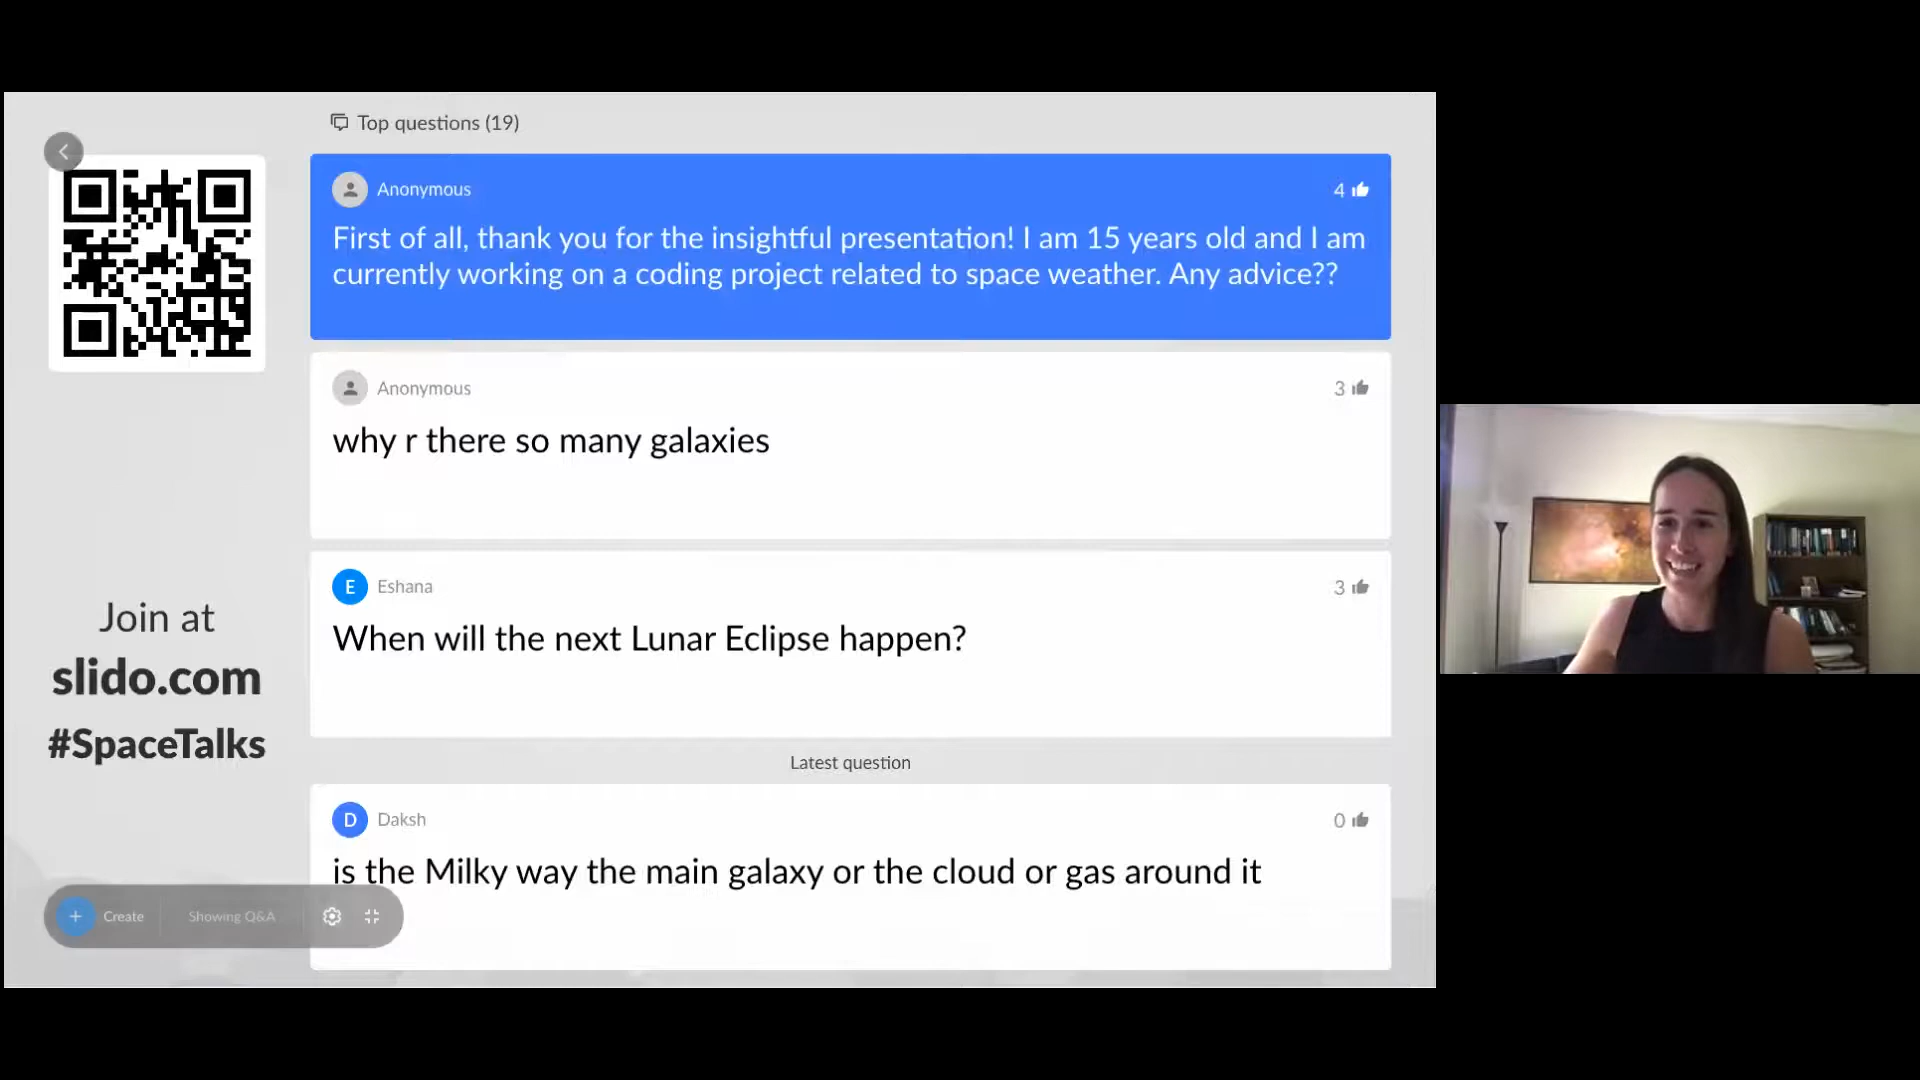 Top questions (19)
Anonymous
4
First of all, thank you for the insightful presentation! I am 15 years old and I am
currently working on a coding project related to space weather. Any advice??
Anonymous
3
why r there so many galaxies
E
Eshana
3
When will the next Lunar Eclipse happen?
Join at
slido.com
#SpaceTalks
Latest question
D
Daksh
0
is the Milky way the main galaxy or the cloud or gas around it
+ Create
Showing Q&A